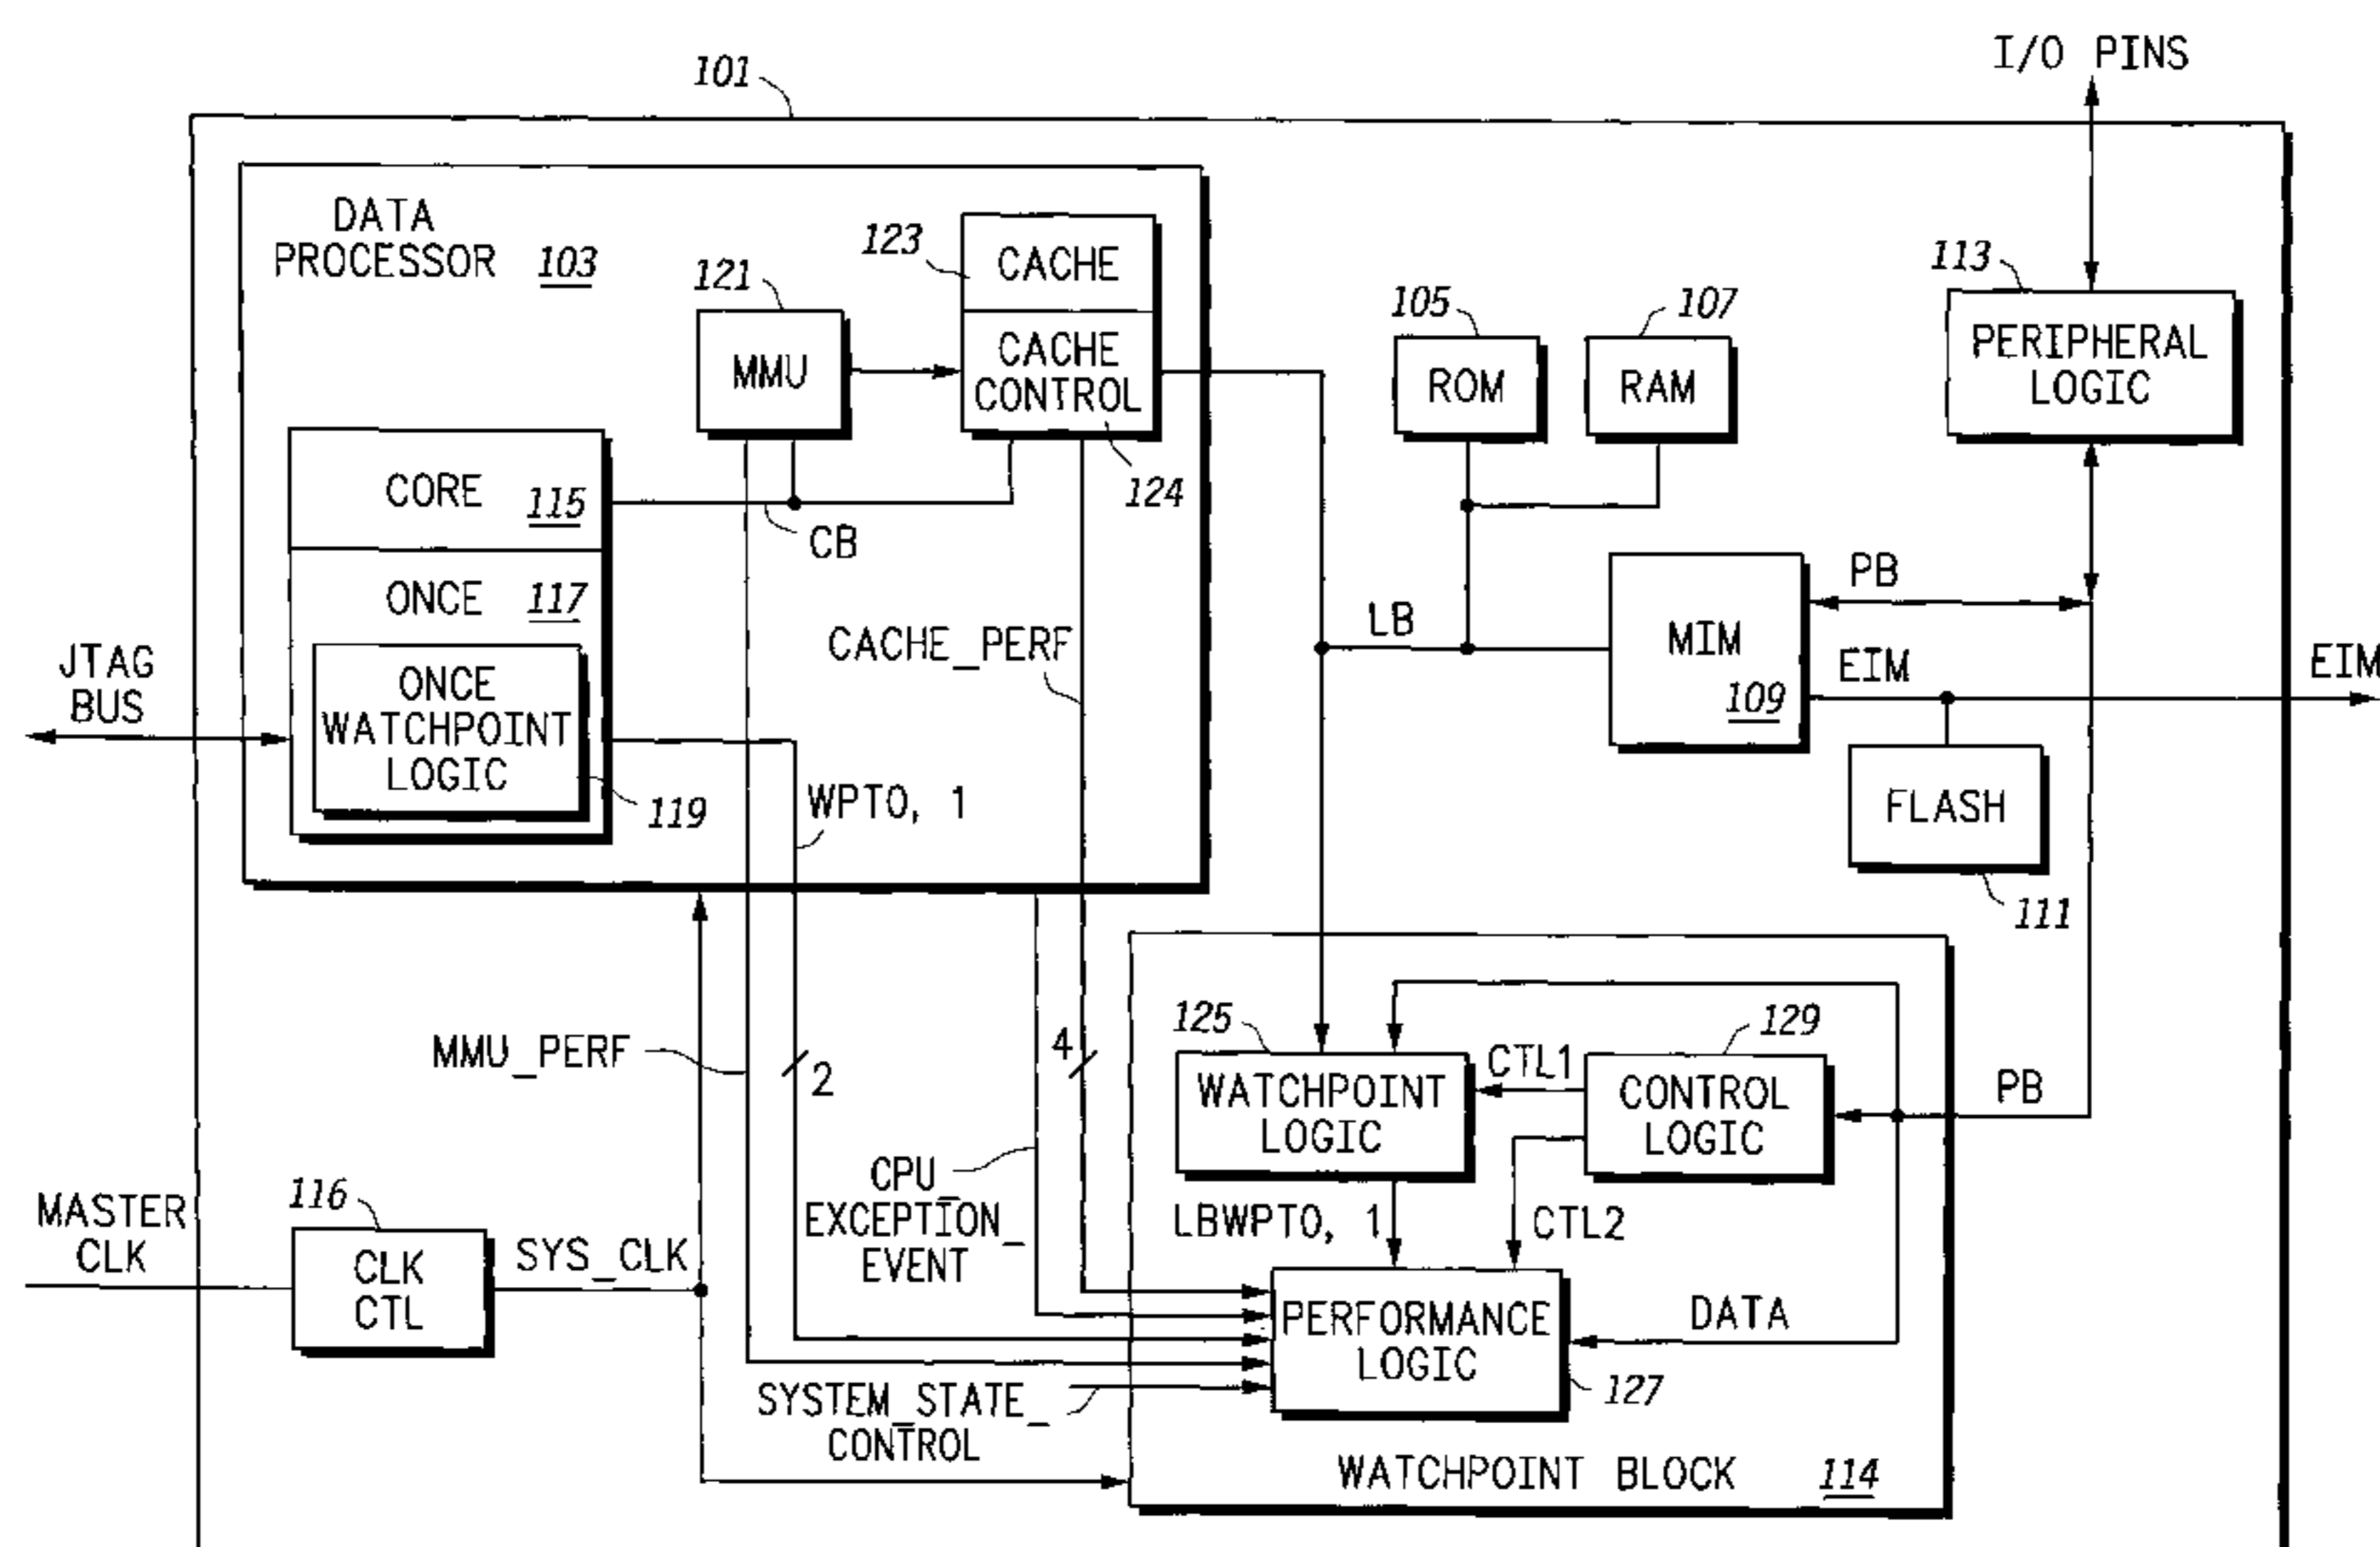 I/O PINS
101
DATA
PROCESSOR 103
121
123
CACHE
MMU
CACHE
CONTROL
124
105
ROM
107
RAM
113
PERIPHERAL
LOGIC
CORE 115
CB
ONCE 117
ONCE
WATCHPOINT
LOGIC
119
JTAG
BUS
CACHE_PERF
WPT0, 1
LB
MIM
109
PB
EIM
EIM
FLASH
111
MMU_PERF
2
4
125
WATCHPOINT
LOGIC
CTL1
129
CONTROL
LOGIC
PB
CPU_
EXCEPTION_
EVENT
LBWPT0, 1
CTL2
MASTER
CLK
116
CLK
CTL
SYS_CLK
PERFORMANCE
LOGIC
127
DATA
SYSTEM_STATE_
CONTROL
WATCHPOINT BLOCK 114